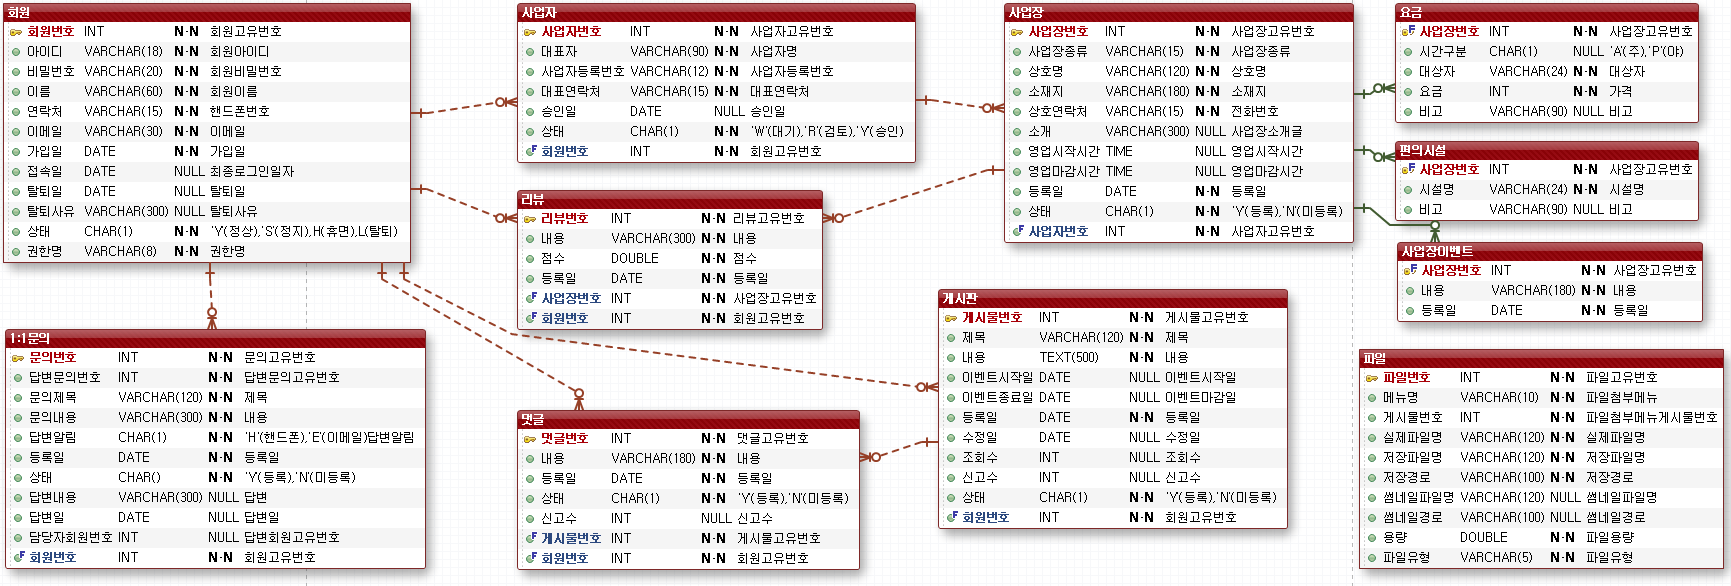 회원
회원번호 INT N-N 회원고유번호
아이디 VARCHAR(18) N-N 회원아이디
비밀번호 VARCHAR(20) N-N 회원비밀번호
이름 VARCHAR(60) N-N 회원이름
연락처 VARCHAR(15) N-N 핸드폰번호
이메일 VARCHAR(30) N-N 이메일
가입일 DATE N-N 가입일
접속일 DATE NULL 최종로그인일자
탈퇴일 DATE NULL 탈퇴일
탈퇴사유 VARCHAR(300) NULL 탈퇴사유
상태 CHAR(1) N-N 'Y'(정상),'S'(정지),H(휴면),L(탈퇴)
권한명 VARCHAR(8) N-N 권한명
사업자
사업자번호 INT N-N 사업자고유번호
대표자 VARCHAR(90) N-N 사업자명
사업자등록번호 VARCHAR(12) N-N 사업자등록번호
대표연락처 VARCHAR(15) N-N 대표연락처
승인일 DATE NULL 승인일
상태 CHAR(1) N-N 'W'(대기),'R'(검토),'Y'(승인)
회원번호 INT N-N 회원고유번호
사업장
사업장번호 INT N-N 사업장고유번호
사업장종류 VARCHAR(15) N-N 사업장종류
상호명 VARCHAR(120) N-N 상호명
소재지 VARCHAR(180) N-N 소재지
상호연락처 VARCHAR(15) N-N 전화번호
소개 VARCHAR(300) NULL 사업장소개글
영업시작시간 TIME NULL 영업시작시간
영업마감시간 TIME NULL 영업마감시간
등록일 DATE N-N 등록일
상태 CHAR(1) N-N 'Y'(등록),'N'(미등록)
사업자번호 INT N-N 사업자고유번호
요금
사업장번호 INT N-N 사업장고유번호
시간구분 CHAR(1) NULL 'A'(주),'P'(야)
대상자 VARCHAR(24) N-N 대상자
요금 INT N-N 가격
비고 VARCHAR(90) NULL 비고
편의시설
사업장번호 INT N-N 사업장고유번호
시설명 VARCHAR(24) N-N 시설명
비고 VARCHAR(90) NULL 비고
사업장이벤트
사업장번호 INT N-N 사업장고유번호
내용 VARCHAR(180) N-N 내용
등록일 DATE N-N 등록일
리뷰
리뷰번호 INT N-N 리뷰고유번호
내용 VARCHAR(300) N-N 내용
점수 DOUBLE N-N 점수
등록일 DATE N-N 등록일
사업장번호 INT N-N 사업장고유번호
회원번호 INT N-N 회원고유번호
1:1문의
문의번호 INT N-N 문의고유번호
답변문의번호 INT N-N 답변문의고유번호
문의제목 VARCHAR(120) N-N 제목
문의내용 VARCHAR(300) N-N 내용
답변알림 CHAR(1) N-N 'H'(핸드폰),'E'(이메일)답변알림
등록일 DATE N-N 등록일
상태 CHAR() N-N 'Y'(등록),'N'(미등록)
답변내용 VARCHAR(300) NULL 답변
답변일 DATE NULL 답변일
담당자회원번호 INT NULL 답변회원고유번호
회원번호 INT N-N 회원고유번호
댓글
댓글번호 INT N-N 댓글고유번호
내용 VARCHAR(180) N-N 내용
등록일 DATE N-N 등록일
상태 CHAR(1) N-N 'Y'(등록),'N'(미등록)
신고수 INT NULL 신고수
게시물번호 INT N-N 게시물고유번호
회원번호 INT N-N 회원고유번호
게시판
게시물번호 INT N-N 게시물고유번호
제목 VARCHAR(120) N-N 제목
내용 TEXT(500) N-N 내용
이벤트시작일 DATE NULL 이벤트시작일
이벤트종료일 DATE NULL 이벤트마감일
등록일 DATE N-N 등록일
수정일 DATE NULL 수정일
조회수 INT NULL 조회수
신고수 INT NULL 신고수
상태 CHAR(1) N-N 'Y'(등록),'N'(미등록)
회원번호 INT N-N 회원고유번호
파일
파일번호 INT N-N 파일고유번호
메뉴명 VARCHAR(10) N-N 파일첨부메뉴
게시물번호 INT N-N 파일첨부메뉴게시물번호
실제파일명 VARCHAR(120) N-N 실제파일명
저장파일명 VARCHAR(120) N-N 저장파일명
저장경로 VARCHAR(100) N-N 저장경로
썸네일파일명 VARCHAR(120) NULL 썸네일파일명
썸네일경로 VARCHAR(100) NULL 썸네일경로
용량 DOUBLE N-N 파일용량
파일유형 VARCHAR(5) N-N 파일유형